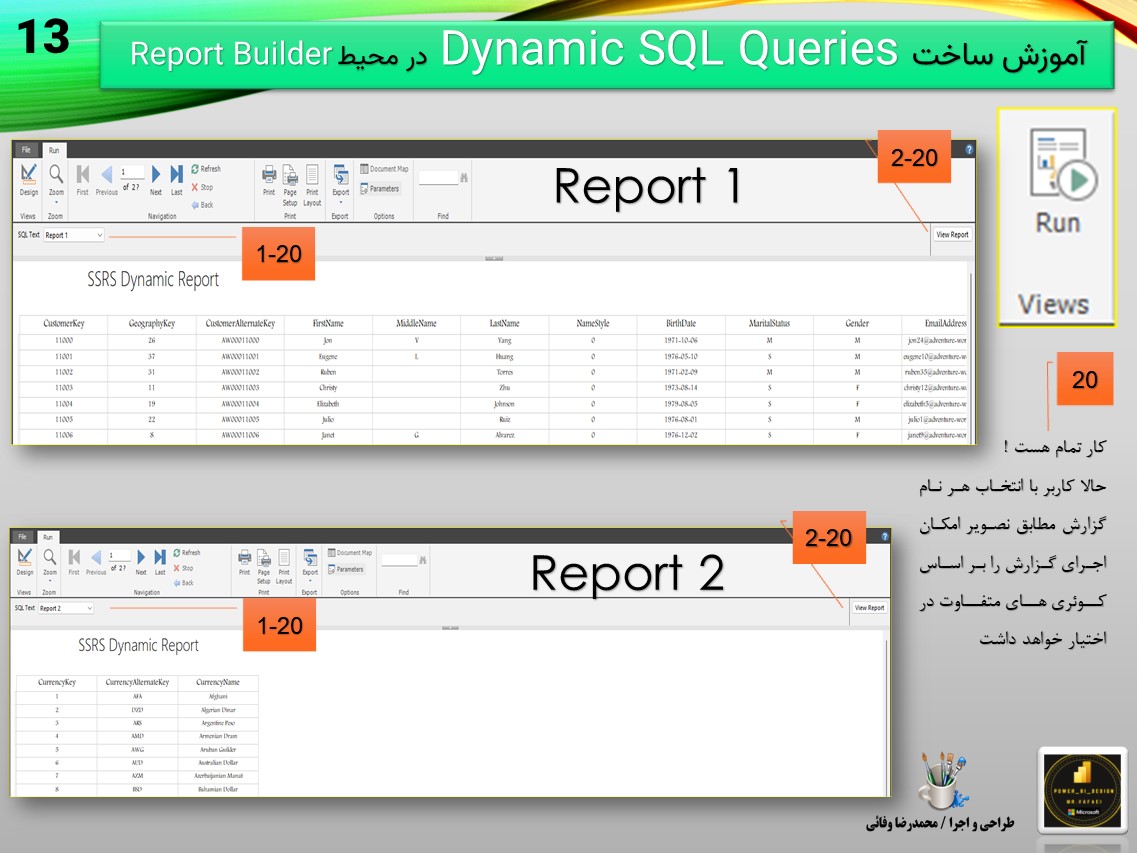 13
آموزش ساخت Dynamic SQL Queries در محیط Report Builder
File Run
Design Zoom First Previous 1 of 2? Next Last Refresh Stop Back Print Page Setup Print Layout Export Document Map Parameters
Views Zoom Navigation Print Export Options Find
Report 1
2-20
SQL Text Report 1 View Report
1-20
SSRS Dynamic Report
CustomerKey GeographyKey CustomerAlternateKey FirstName MiddleName LastName NameStyle BirthDate MaritalStatus Gender EmailAddress
11000 26 AW00011000 Jon V Yang 0 1971-10-06 M M jon24@adventure-wor
11001 37 AW00011001 Eugene L Huang 0 1976-05-10 S M eugene10@adventure-w
11002 31 AW00011002 Ruben Torres 0 1971-02-09 M M ruben35@adventure-w
11003 11 AW00011003 Christy Zhu 0 1973-08-14 S F christy12@adventure-w
11004 19 AW00011004 Elizabeth Johnson 0 1979-08-05 S F elizabeth5@adventure-w
11005 22 AW00011005 Julio Ruiz 0 1976-08-01 S M julio1@adventure-wor
11006 8 AW00011006 Janet G Alvarez 0 1976-12-02 S F janet9@adventure-wor
Run
Views
20
کار تمام هست !
حالا کاربر با انتخاب هر نام
گزارش مطابق تصویر امکان
اجرای گزارش را بر اساس
کوئری های متفاوت در
اختیار خواهد داشت
File Run
Design Zoom First Previous 1 of 2? Next Last Refresh Stop Back Print Page Setup Print Layout Export Document Map Parameters
Views Zoom Navigation Print Export Options Find
Report 2
2-20
SQL Text Report 2 View Report
1-20
SSRS Dynamic Report
CurrencyKey CurrencyAlternateKey CurrencyName
1 AFA Afghani
2 DZD Algerian Dinar
3 ARS Argentine Peso
4 AMD Armenian Dram
5 AWG Aruban Guilder
6 AUD Australian Dollar
7 AZM Azerbaijanian Manat
8 BSD Bahamian Dollar
طراحی و اجرا / محمدرضا وفائی
POWER_BI_DESIGN
MR.VAFAEI
Microsoft